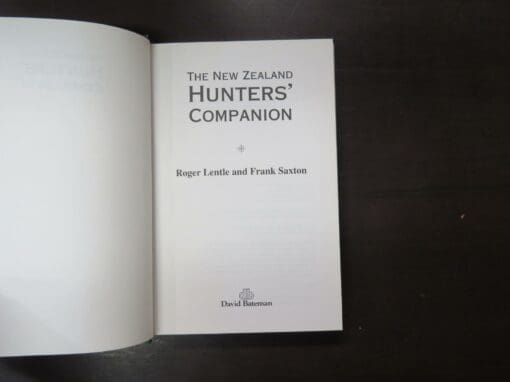 The New Zealand
Hunters'
Companion
Roger Lentle and Frank Saxton
David Bateman